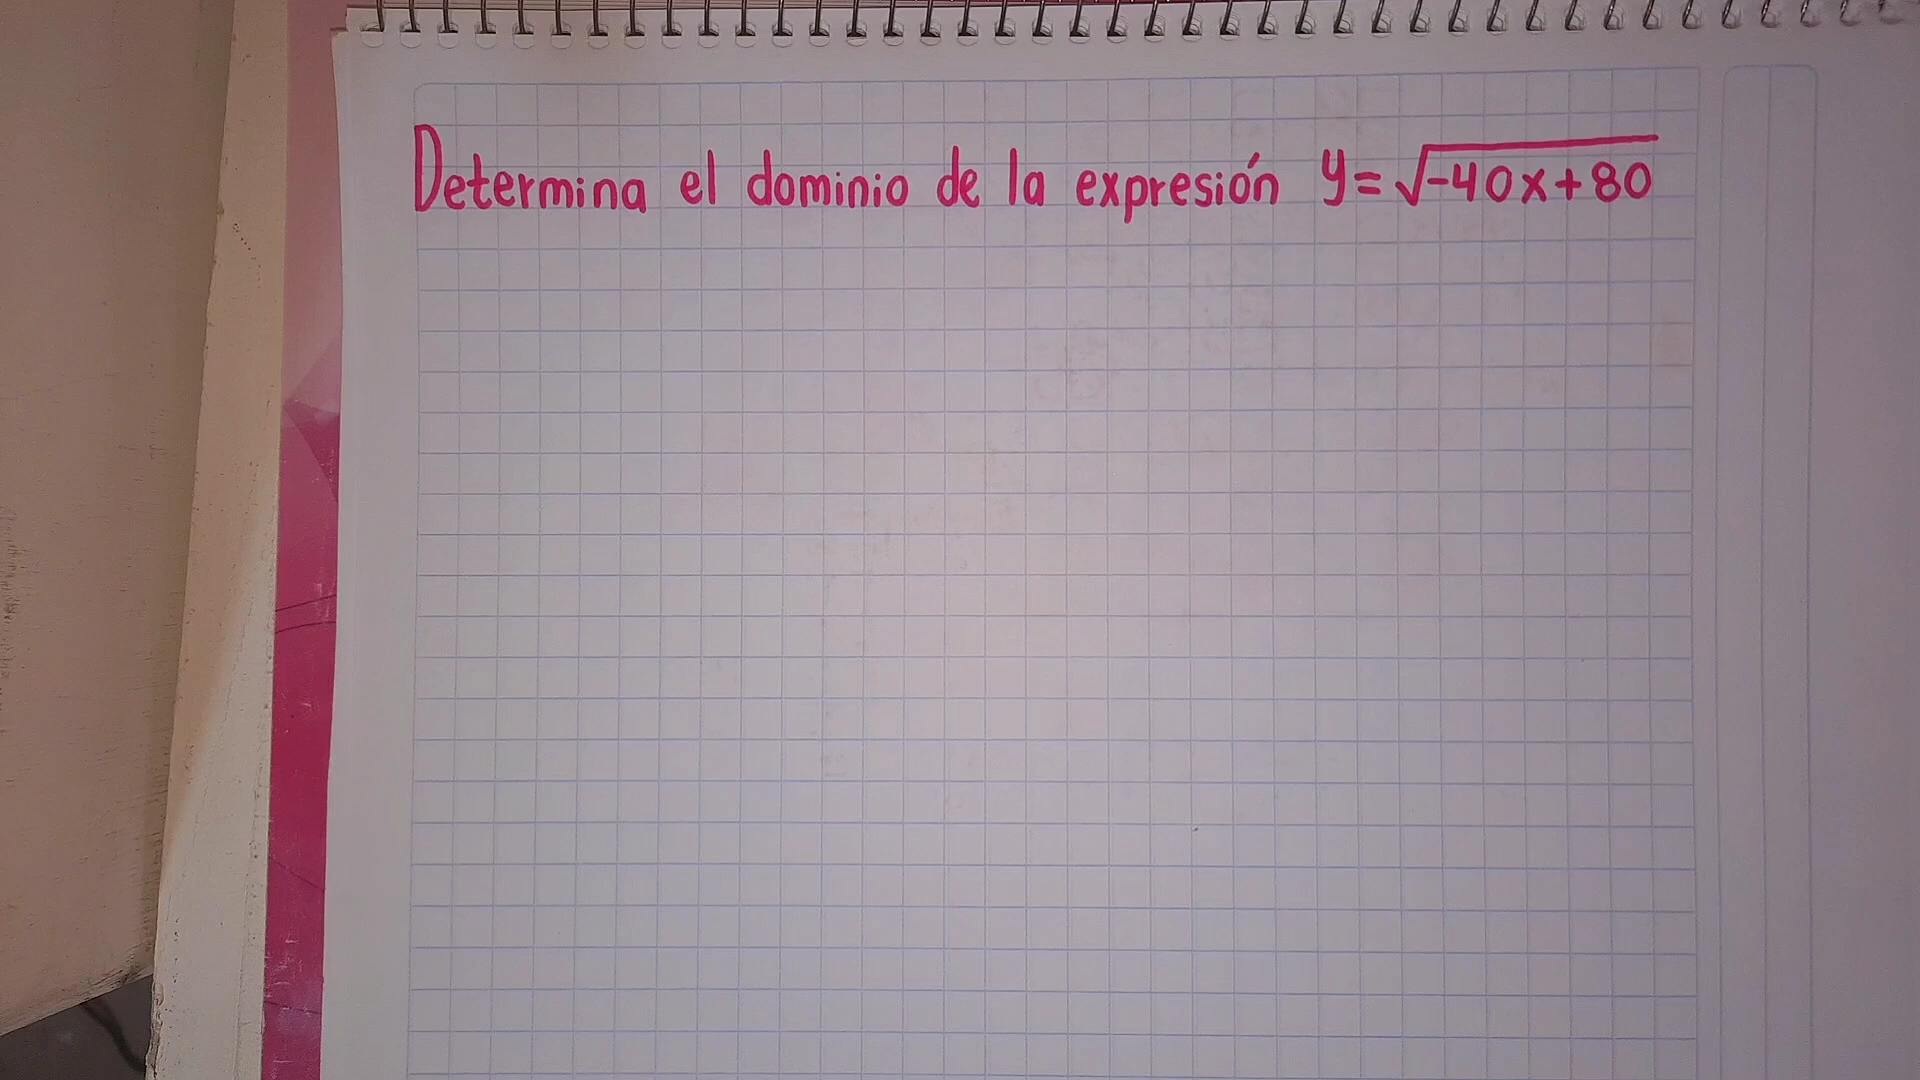 Determina el dominio de la expresión y=√-40x+80